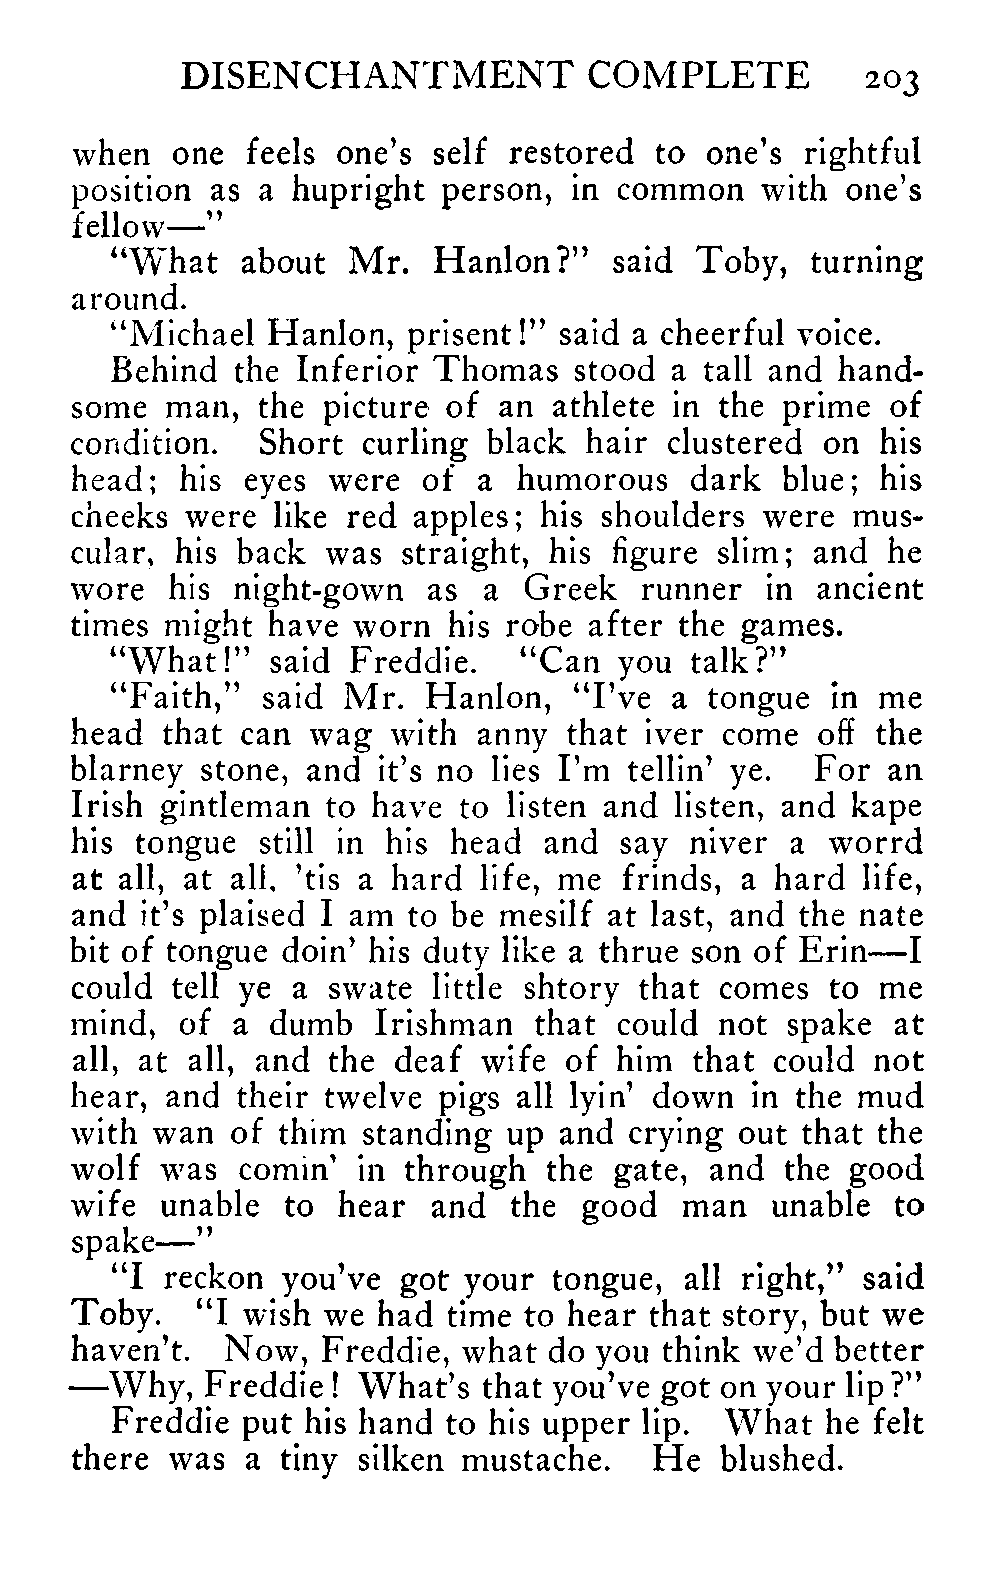 DISENCHANTMENT COMPLETE 203
when one feels one's self restored to one's rightful
position as a hupright person, in common with one's
fellow—"
"What about Mr. Hanlon?" said Toby, turning
around.
"Michael Hanlon, prisent!" said a cheerful voice.
Behind the Inferior Thomas stood a tall and hand-
some man, the picture of an athlete in the prime of
condition. Short curling black hair clustered on his
head; his eyes were of a humorous dark blue; his
cheeks were like red apples; his shoulders were mus-
cular, his back was straight, his figure slim; and he
wore his night-gown as a Greek runner in ancient
times might have worn his robe after the games.
"What!" said Freddie. "Can you talk?"
"Faith," said Mr. Hanlon, "I've a tongue in me
head that can wag with anny that iver come off the
blarney stone, and it's no lies I'm tellin' ye. For an
Irish gintleman to have to listen and listen, and kape
his tongue still in his head and say niver a worrd
at all, at all, 'tis a hard life, me frinds, a hard life,
and it's plaised I am to be mesilf at last, and the nate
bit of tongue doin' his duty like a thrue son of Erin—I
could tell ye a swate little shtory that comes to me
mind, of a dumb Irishman that could not spake at
all, at all, and the deaf wife of him that could not
hear, and their twelve pigs all lyin' down in the mud
with wan of thim standing up and crying out that the
wolf was comin' in through the gate, and the good
wife unable to hear and the good man unable to
spake—"
"I reckon you've got your tongue, all right," said
Toby. "I wish we had time to hear that story, but we
haven't. Now, Freddie, what do you think we'd better
—Why, Freddie! What's that you've got on your lip?"
Freddie put his hand to his upper lip. What he felt
there was a tiny silken mustache. He blushed.